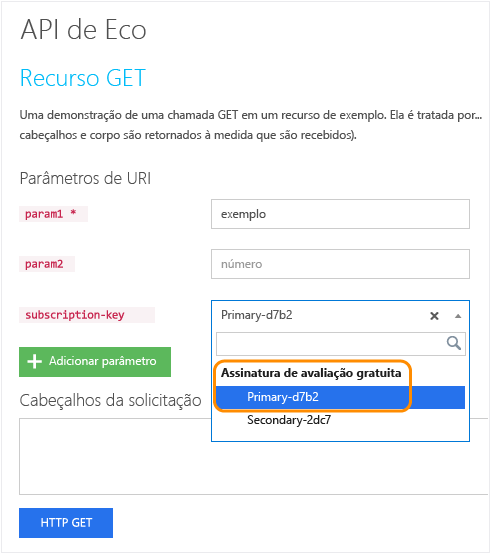 API de Eco
Recurso GET
Uma demonstração de uma chamada GET em um recurso de exemplo. Ela é tratada por...
cabeçalhos e corpo são retornados à medida que são recebidos).
Parâmetros de URI
param1 *
exemplo
param2
número
subscription-key
Primary-d7b2
Adicionar parâmetro
Assinatura de avaliação gratuita
Primary-d7b2
Secondary-2dc7
Cabeçalhos da solicitação
HTTP GET